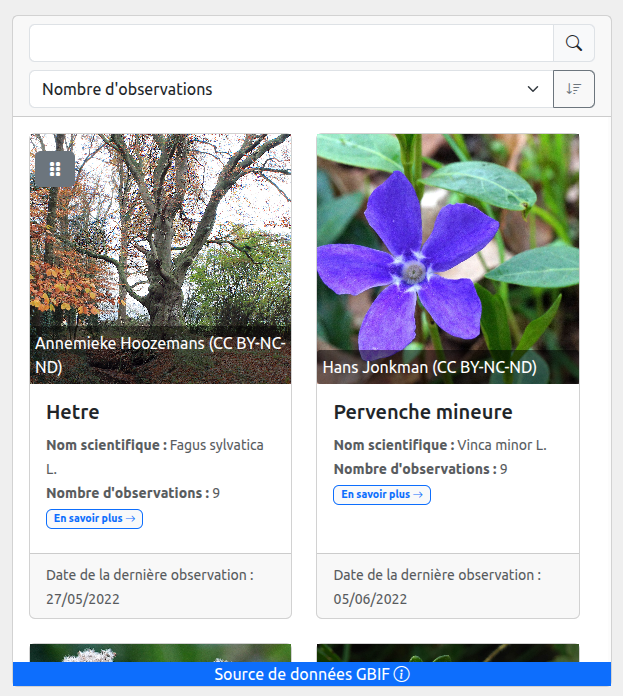 Nombre d'observations
Annemieke Hoozemans (CC BY-NC-
ND)
Hetre
Nom scientifique : Fagus sylvatica
L.
Nombre d'observations : 9
En savoir plus →
Date de la dernière observation :
27/05/2022
Hans Jonkman (CC BY-NC-ND)
Pervenche mineure
Nom scientifique : Vinca minor L.
Nombre d'observations : 9
En savoir plus →
Date de la dernière observation :
05/06/2022
Source de données GBIF